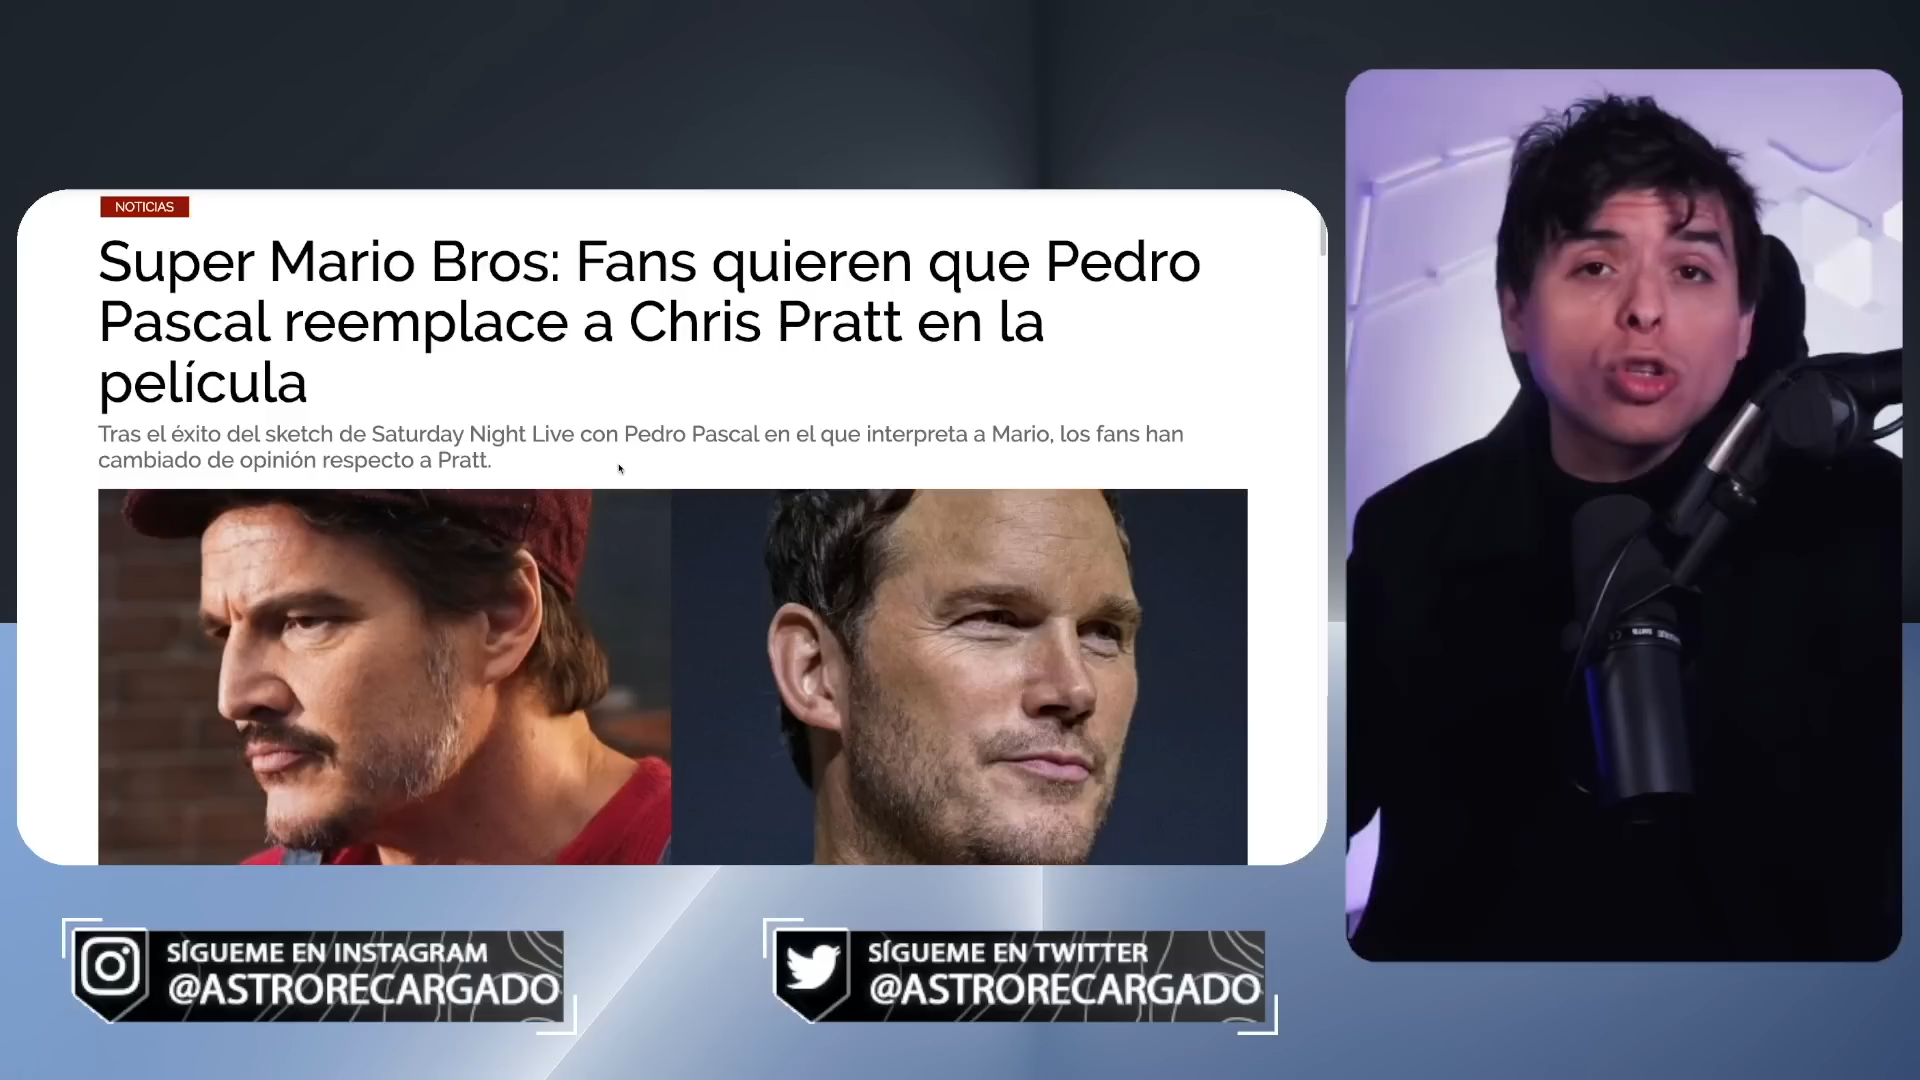 NOTICIAS
Super Mario Bros: Fans quieren que Pedro
Pascal reemplace a Chris Pratt en la
película
Tras el éxito del sketch de Saturday Night Live con Pedro Pascal en el que interpreta a Mario, los fans han
cambiado de opinión respecto a Pratt.
SÍGUEME EN INSTAGRAM
@ASTRORECARGADO
SÍGUEME EN TWITTER
@ASTRORECARGADO